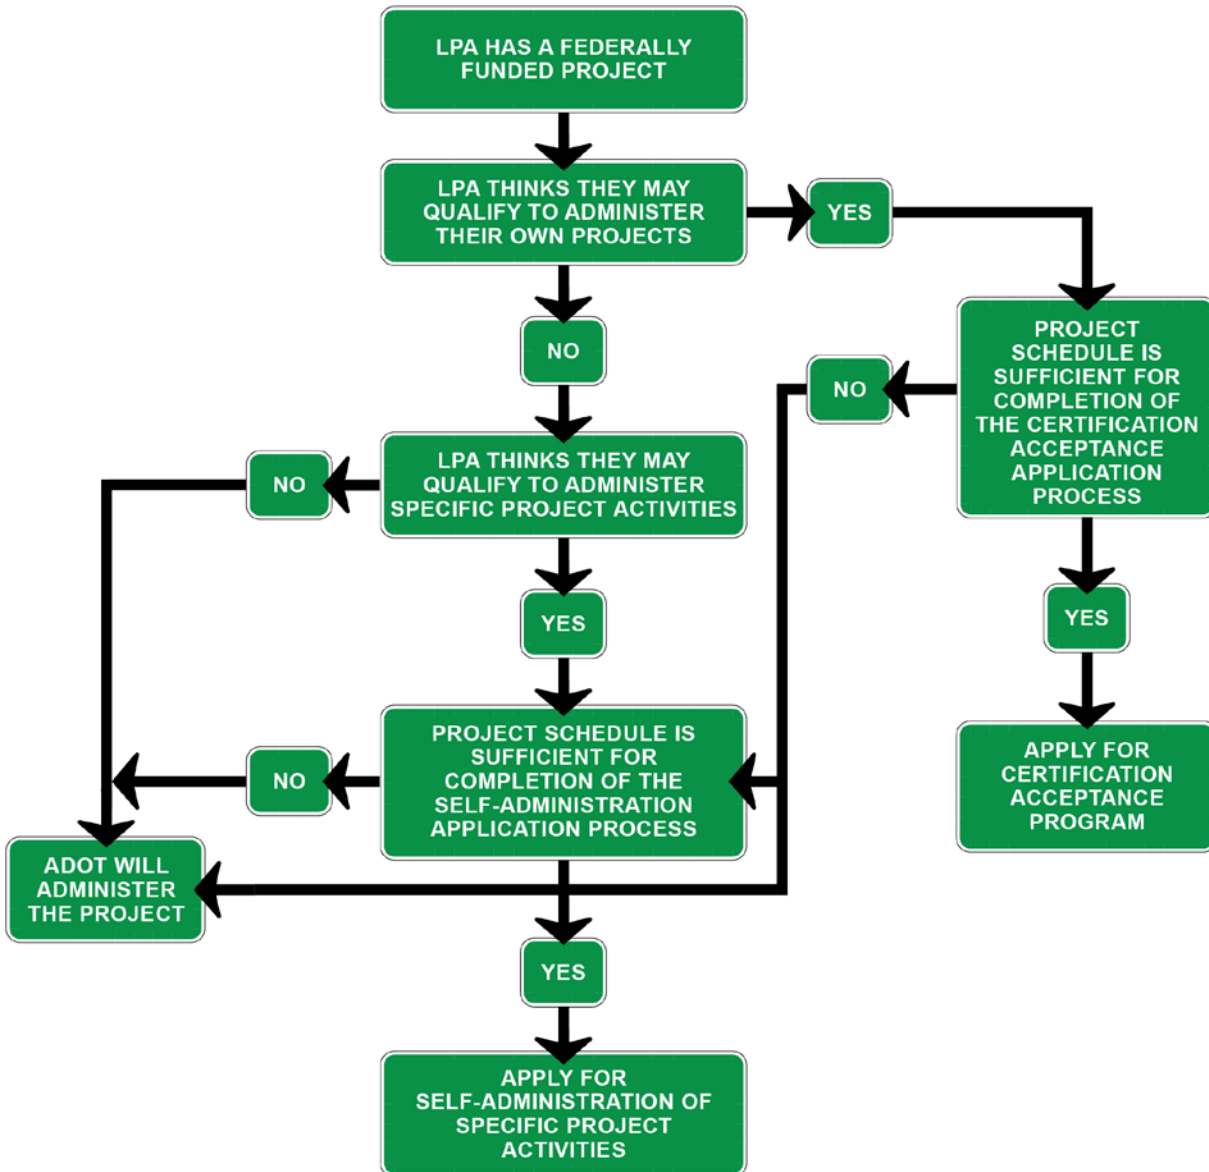 LPA HAS A FEDERALLY
FUNDED PROJECT
LPA THINKS THEY MAY
QUALIFY TO ADMINISTER
THEIR OWN PROJECTS
YES
NO
PROJECT
SCHEDULE IS
SUFFICIENT FOR
COMPLETION OF
THE CERTIFICATION
ACCEPTANCE
APPLICATION
PROCESS
NO
LPA THINKS THEY MAY
QUALIFY TO ADMINISTER
SPECIFIC PROJECT ACTIVITIES
NO
YES
YES
PROJECT SCHEDULE IS
SUFFICIENT FOR
COMPLETION OF THE
SELF-ADMINISTRATION
APPLICATION PROCESS
NO
APPLY FOR
CERTIFICATION
ACCEPTANCE
PROGRAM
ADOT WILL
ADMINISTER
THE PROJECT
YES
APPLY FOR
SELF-ADMINISTRATION OF
SPECIFIC PROJECT
ACTIVITIES